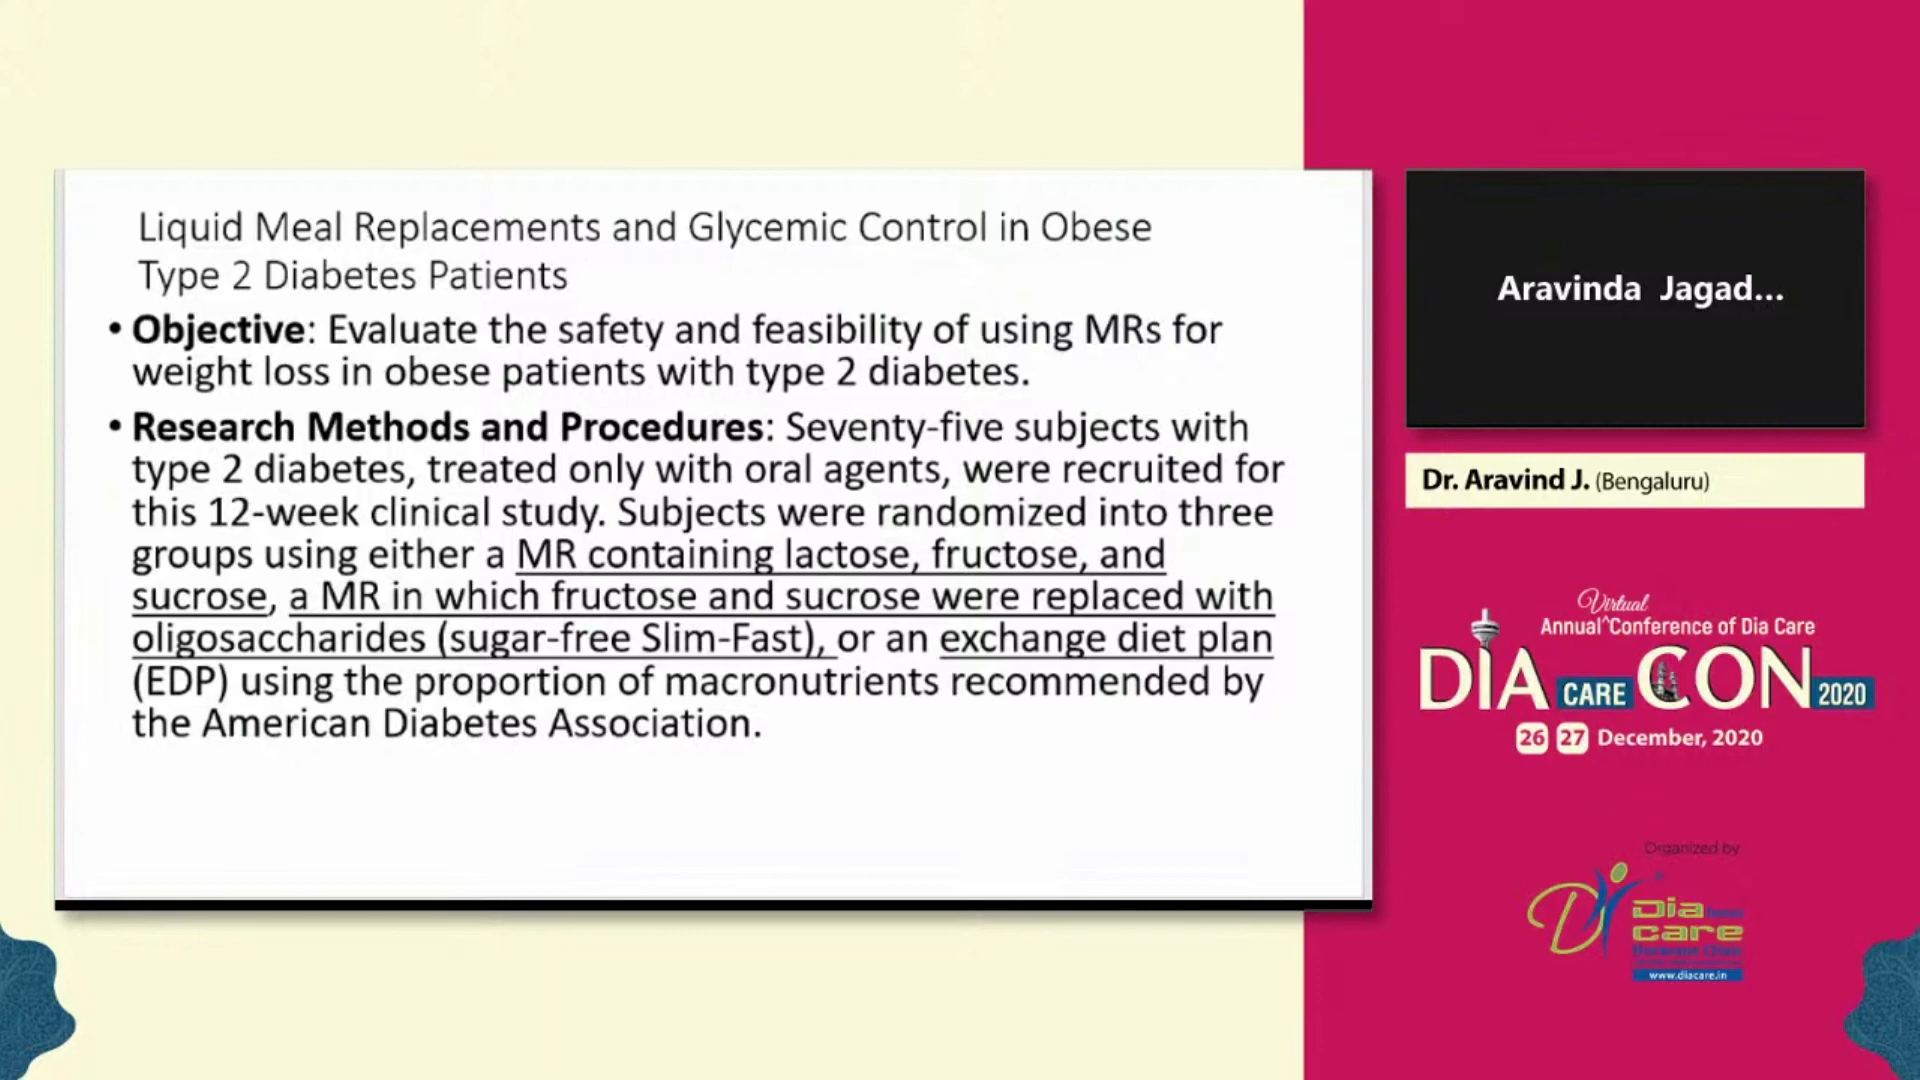 Liquid Meal Replacements and Glycemic Control in Obese
Type 2 Diabetes Patients
• Objective: Evaluate the safety and feasibility of using MRs for
weight loss in obese patients with type 2 diabetes.
• Research Methods and Procedures: Seventy-five subjects with
type 2 diabetes, treated only with oral agents, were recruited for
this 12-week clinical study. Subjects were randomized into three
groups using either a MR containing lactose, fructose, and
sucrose, a MR in which fructose and sucrose were replaced with
oligosaccharides (sugar-free Slim-Fast), or an exchange diet plan
(EDP) using the proportion of macronutrients recommended by
the American Diabetes Association.
Aravinda Jagad...
Dr. Aravind J. (Bengaluru)
Virtual
Annual^Conference of Dia Care
DIA CARE CON 2020
26 27 December, 2020
Organized by
Dia
care
www.diacare.in